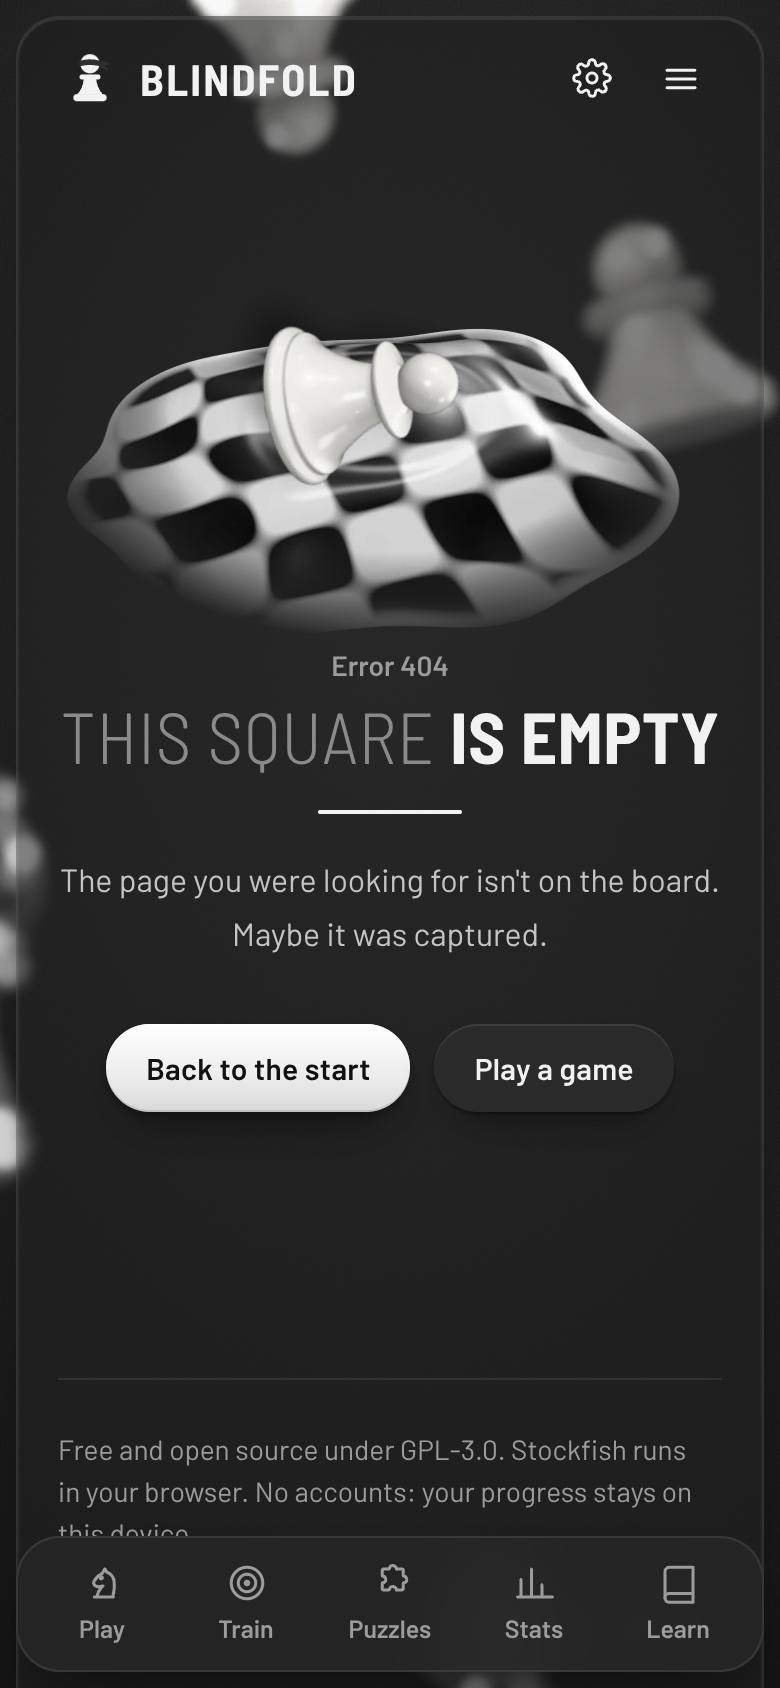 BLINDFOLD
Error 404
THIS SQUARE IS EMPTY
The page you were looking for isn't on the board.
Maybe it was captured.
Back to the start
Play a game
Free and open source under GPL-3.0. Stockfish runs
in your browser. No accounts: your progress stays on
this device.
Play
Train
Puzzles
Stats
Learn